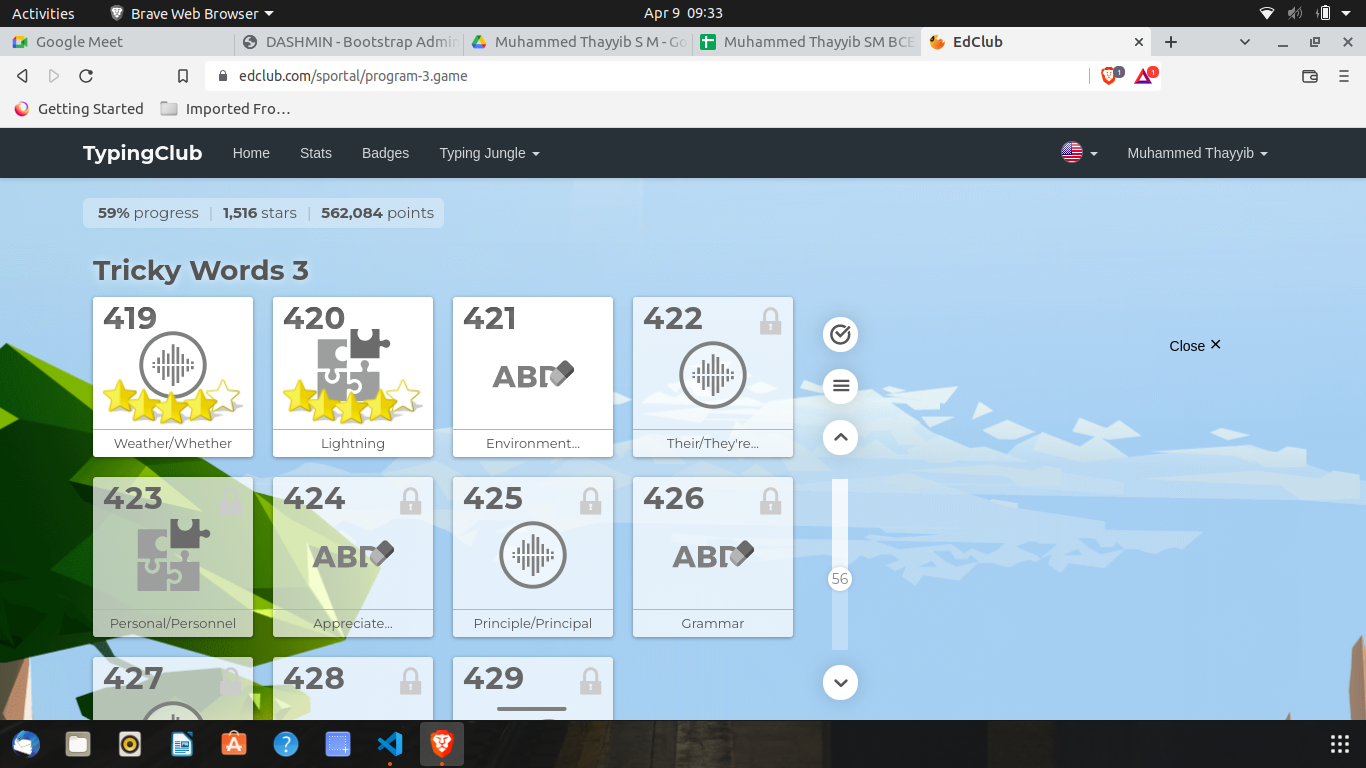 Activities Brave Web Browser Apr 9 09:33
Google Meet DASHMIN - Bootstrap Admin Muhammed Thayyib S M - Go Muhammed Thayyib SM BCE EdClub
edclub.com/sportal/program-3.game 1 1
Getting Started Imported Fro…
TypingClub Home Stats Badges Typing Jungle Muhammed Thayyib
59% progress | 1,516 stars | 562,084 points
Tricky Words 3
419 420 421 422
Close ✕
ABD
Weather/Whether Lightning Environment... Their/They're...
423 424 425 426
ABD ABD
56
Personal/Personnel Appreciate... Principle/Principal Grammar
427 428 429